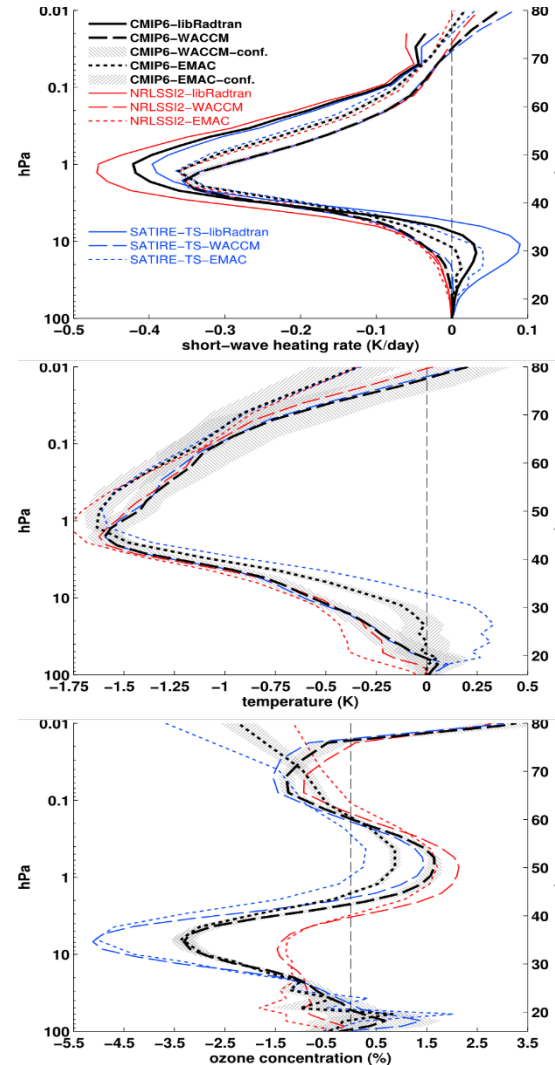 CMIP6-libRadtran
CMIP6-WACCM
CMIP6-WACCM-conf.
CMIP6-EMAC
CMIP6-EMAC-conf.
NRLSSI2-libRadtran
NRLSSI2-WACCM
NRLSSI2-EMAC
SATIRE-TS-libRadtran
SATIRE-TS-WACCM
SATIRE-TS-EMAC
0.01
0.1
1
10
100
hPa
80
70
60
50
40
30
20
-0.5 -0.4 -0.3 -0.2 -0.1 0 0.1
short-wave heating rate (K/day)
0.01
0.1
1
10
100
hPa
80
70
60
50
40
30
20
-1.75 -1.5 -1.25 -1 -0.75 -0.5 -0.25 0 0.25 0.5
temperature (K)
0.01
0.1
1
10
100
hPa
80
70
60
50
40
30
20
-5.5 -4.5 -3.5 -2.5 -1.5 -0.5 0.5 1.5 2.5 3.5
ozone concentration (%)